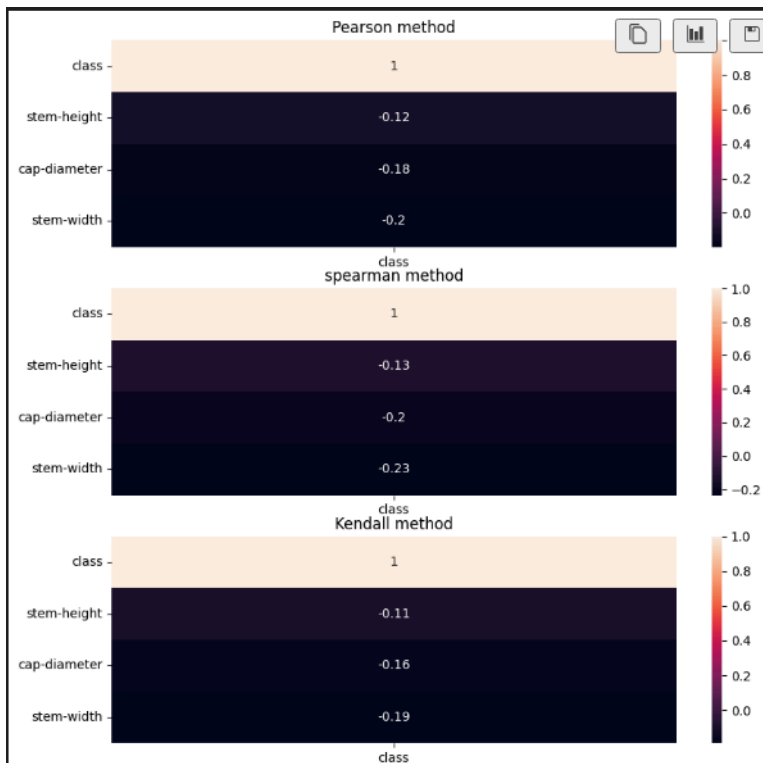 Pearson method
class 1 0.8
stem-height -0.12 0.6
cap-diameter -0.18 0.4
0.2
stem-width -0.2 0.0
class
spearman method
class 1 1.0
0.8
stem-height -0.13 0.6
0.4
cap-diameter -0.2 0.2
0.0
stem-width -0.23 −0.2
class
Kendall method
class 1 1.0
0.8
stem-height -0.11 0.6
cap-diameter -0.16 0.4
0.2
stem-width -0.19 0.0
class